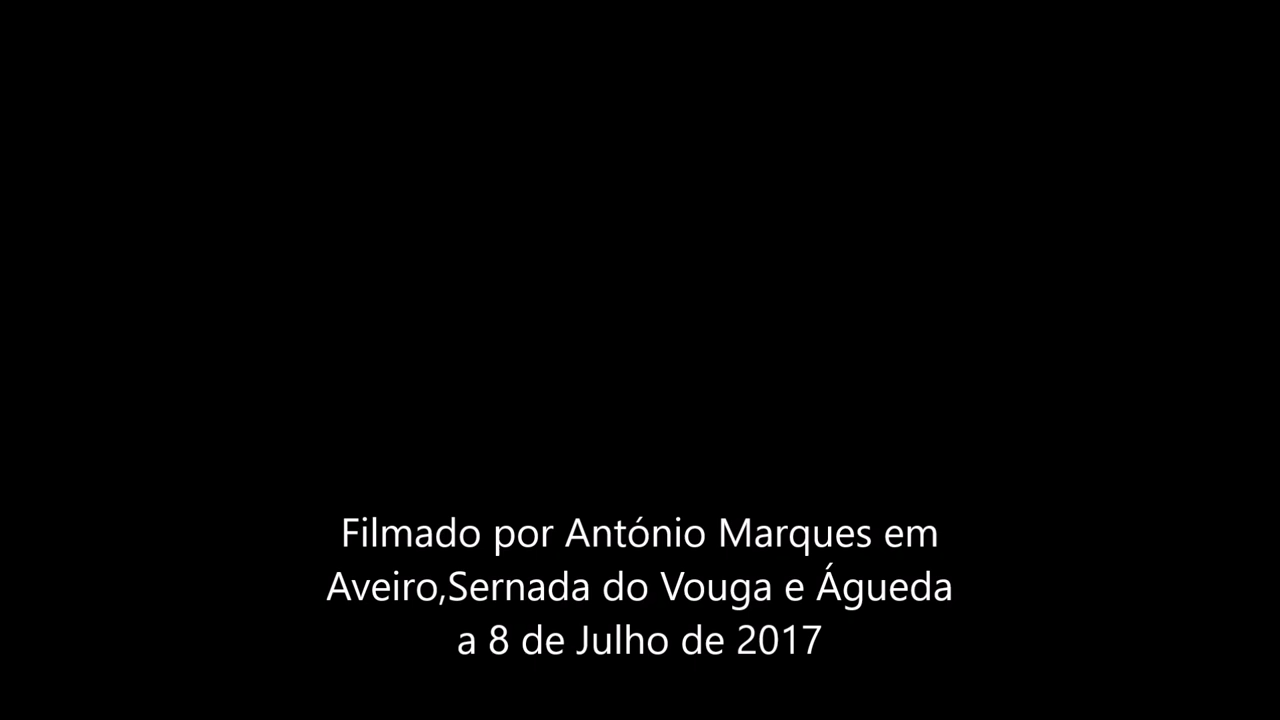 Filmado por António Marques em
Aveiro,Sernada do Vouga e Águeda
a 8 de Julho de 2017